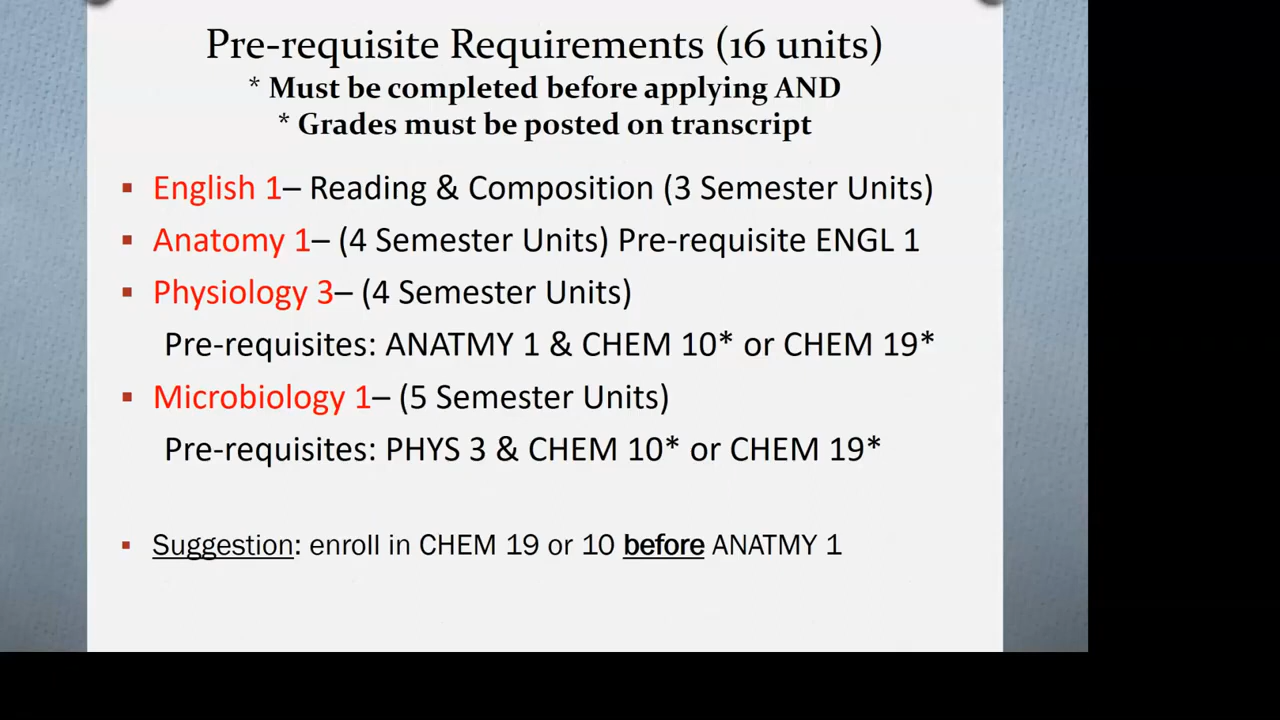 Pre-requisite Requirements (16 units)
* Must be completed before applying AND
* Grades must be posted on transcript
▪ English 1– Reading & Composition (3 Semester Units)
▪ Anatomy 1– (4 Semester Units) Pre-requisite ENGL 1
▪ Physiology 3– (4 Semester Units)
Pre-requisites: ANATMY 1 & CHEM 10* or CHEM 19*
▪ Microbiology 1– (5 Semester Units)
Pre-requisites: PHYS 3 & CHEM 10* or CHEM 19*
▪ Suggestion: enroll in CHEM 19 or 10 before ANATMY 1